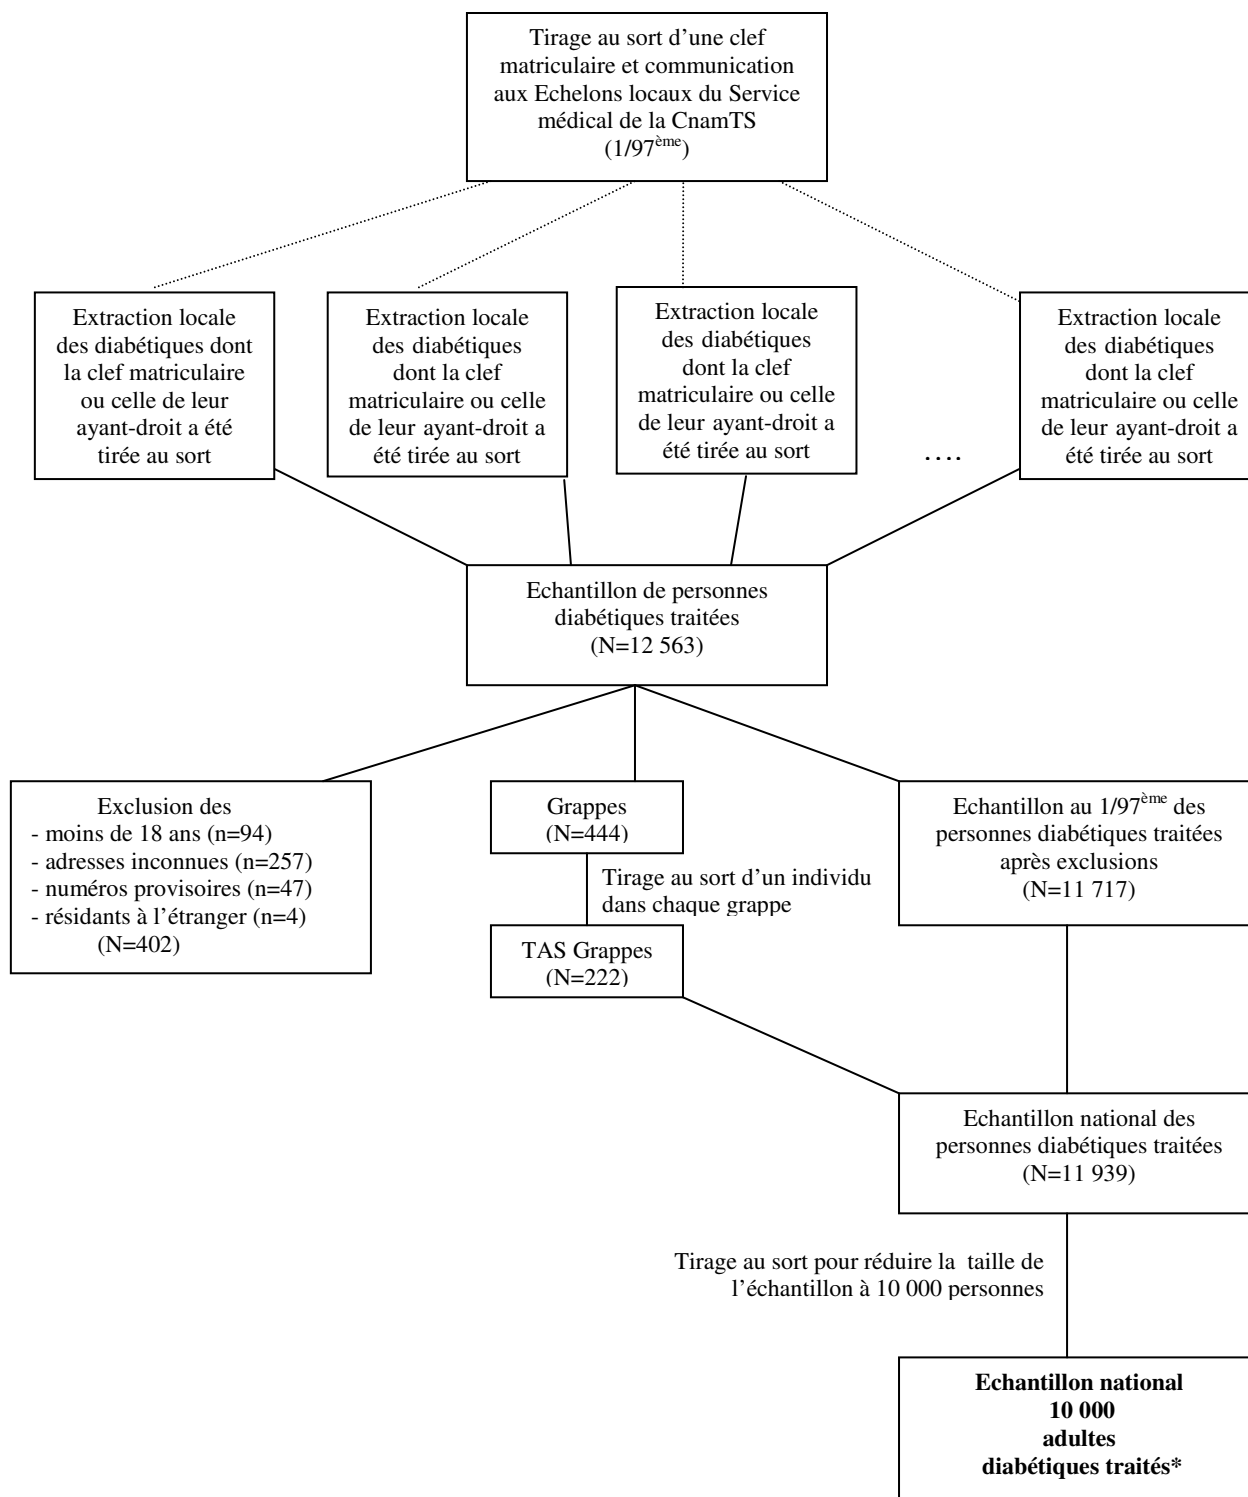 Tirage au sort d’une clef
matriculaire et communication
aux Echelons locaux du Service
médical de la CnamTS
(1/97ème)
Extraction locale
des diabétiques dont
la clef matriculaire
ou celle de leur
ayant-droit a été
tirée au sort
Extraction locale
des diabétiques
dont la clef
matriculaire ou celle
de leur ayant-droit a
été tirée au sort
Extraction locale
des diabétiques
dont la clef
matriculaire ou celle
de leur ayant-droit a
été tirée au sort
….
Extraction locale
des diabétiques
dont la clef
matriculaire ou celle
de leur ayant-droit a
été tirée au sort
Echantillon de personnes
diabétiques traitées
(N=12 563)
Exclusion des
- moins de 18 ans (n=94)
- adresses inconnues (n=257)
- numéros provisoires (n=47)
- résidants à l’étranger (n=4)
(N=402)
Grappes
(N=444)
Tirage au sort d’un individu
dans chaque grappe
TAS Grappes
(N=222)
Echantillon au 1/97ème des
personnes diabétiques traitées
après exclusions
(N=11 717)
Echantillon national des
personnes diabétiques traitées
(N=11 939)
Tirage au sort pour réduire la taille de
l’échantillon à 10 000 personnes
Echantillon national
10 000
adultes
diabétiques traités*